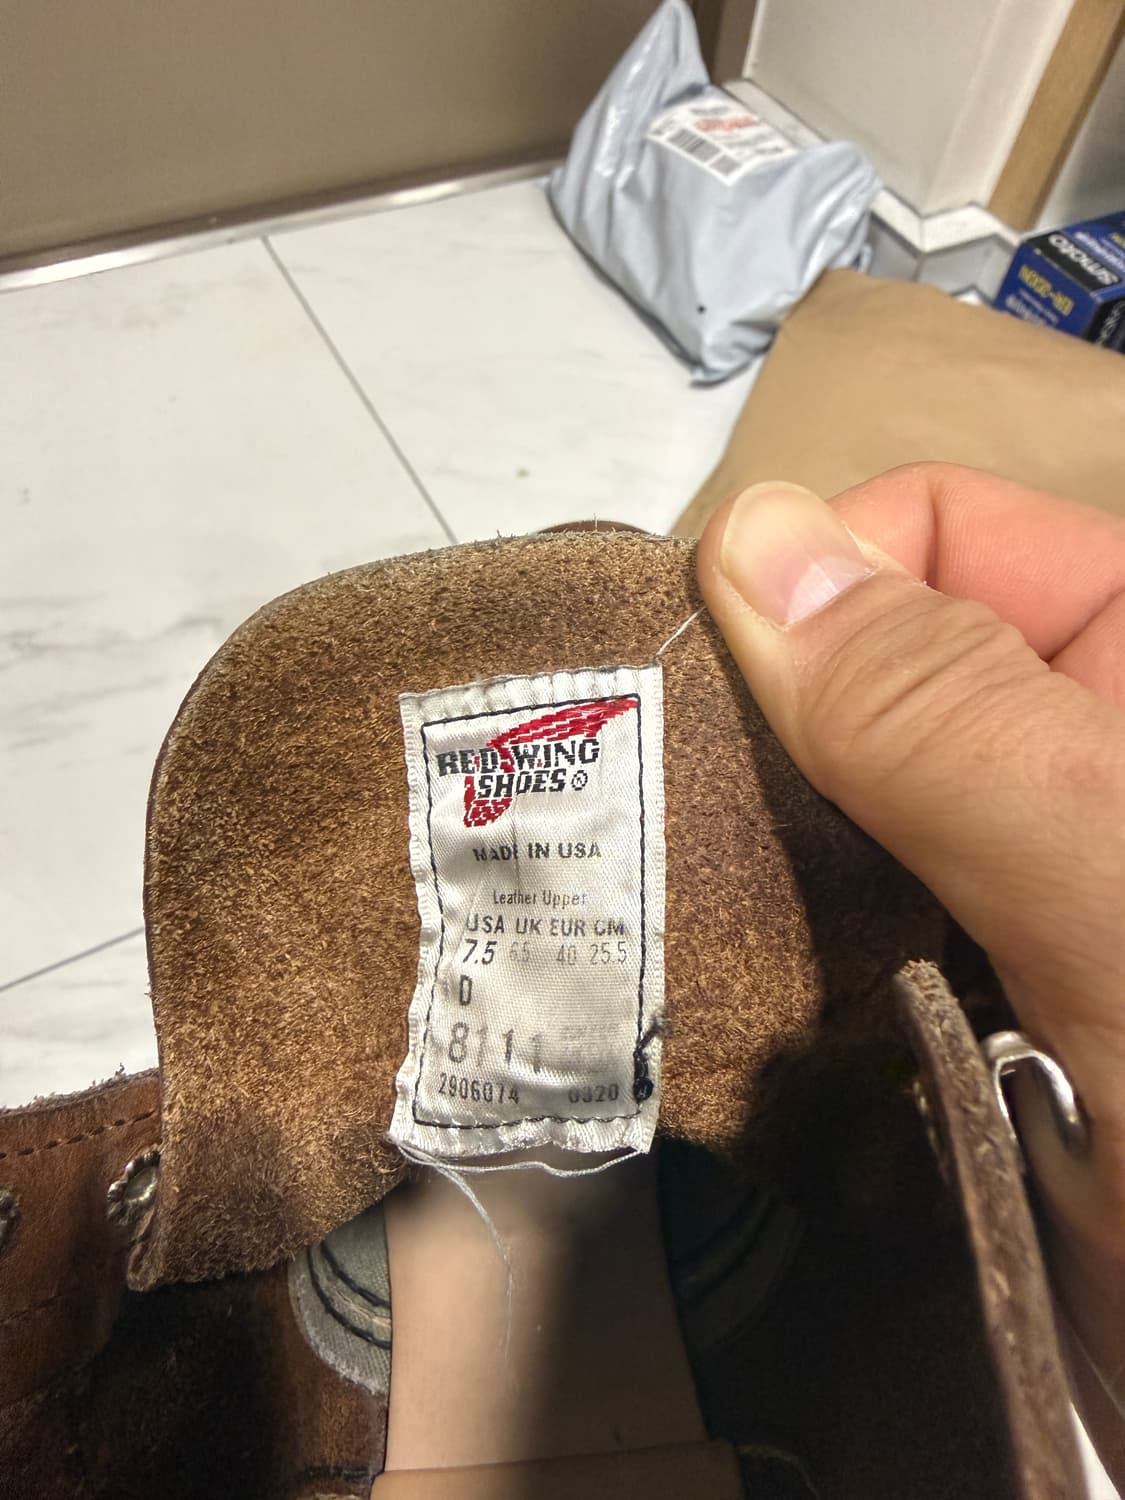 RED WING
SHOES®
MADE IN USA
Leather Upper
USA UK EUR CM
7.5 6.5 40 25.5
D
8111
2906074 0320
Simoto